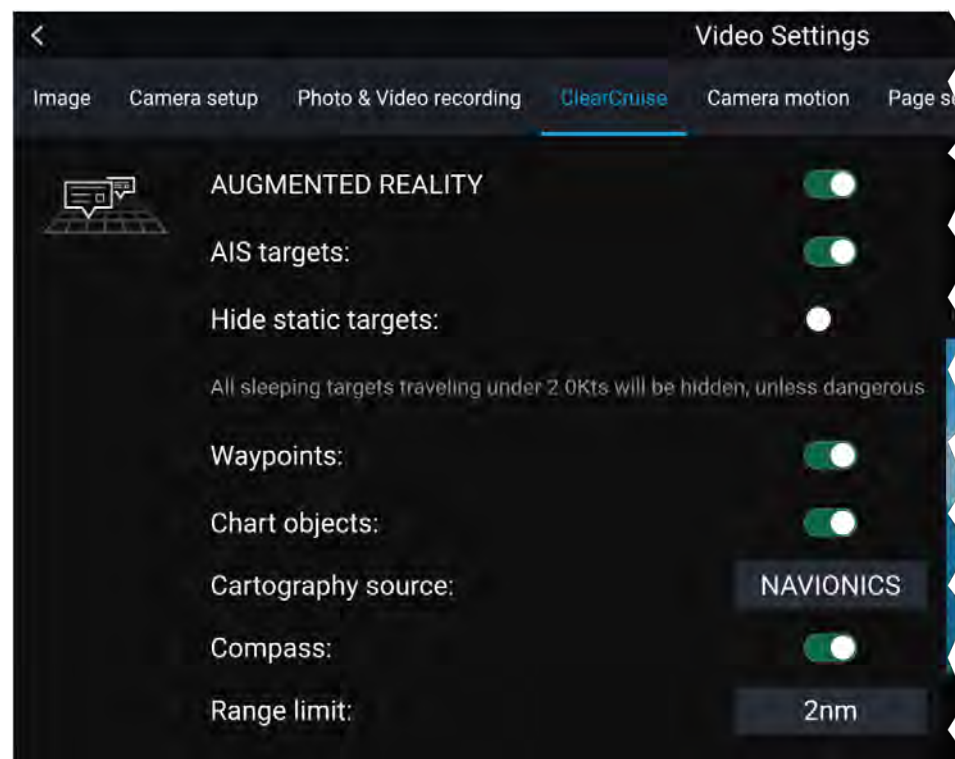 Video Settings
Image Camera setup Photo & Video recording ClearCruise Camera motion Page
AUGMENTED REALITY
AIS targets:
Hide static targets:
All sleeping targets traveling under 2.0Kts will be hidden, unless dangerous
Waypoints:
Chart objects:
Cartography source: NAVIONICS
Compass:
Range limit: 2nm